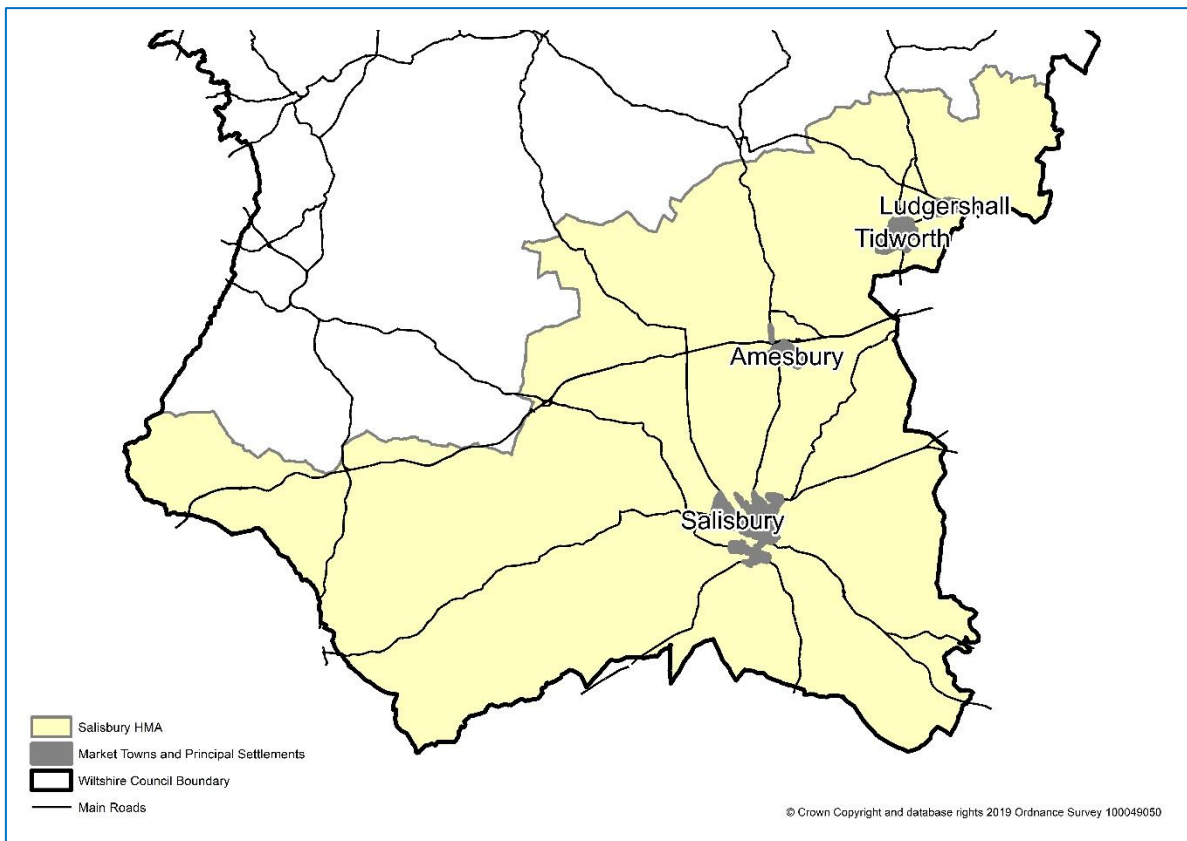 Ludgershall
Tidworth
Amesbury
Salisbury
Salisbury HMA
Market Towns and Principal Settlements
Wiltshire Council Boundary
Main Roads
© Crown Copyright and database rights 2019 Ordnance Survey 100049050